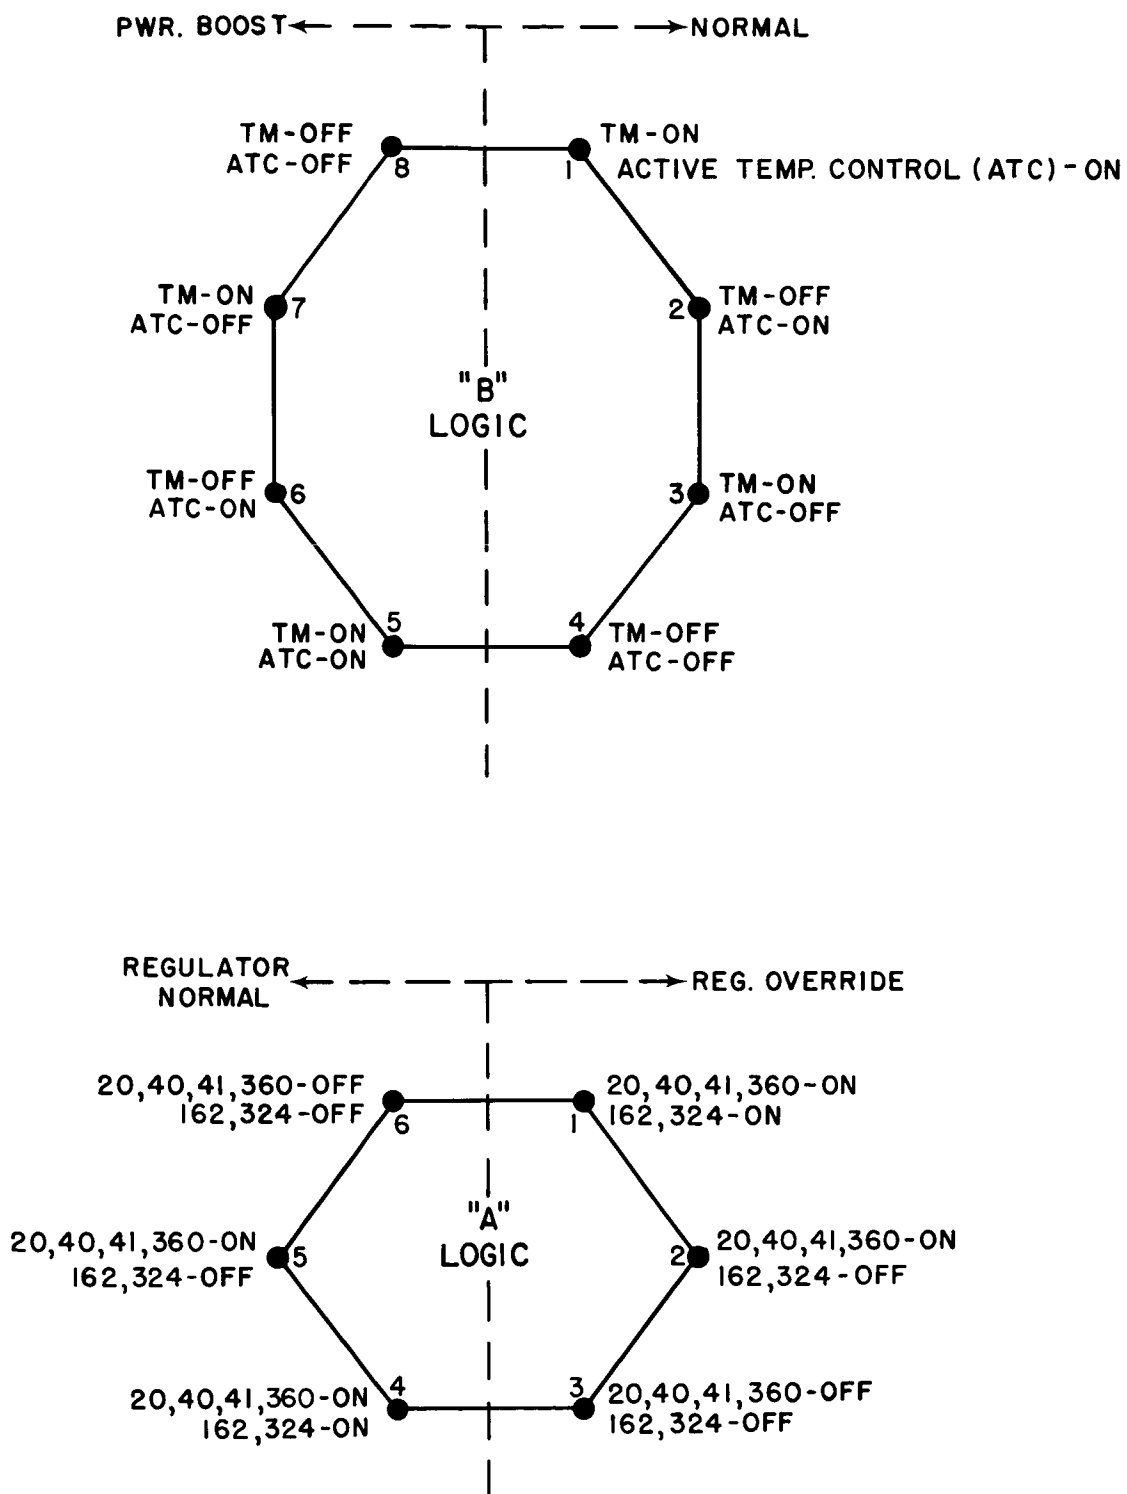 PWR. BOOST
NORMAL
TM-OFF
ATC-OFF
8
TM-ON
ACTIVE TEMP. CONTROL (ATC)-ON
1
TM-ON
ATC-OFF
7
2
TM-OFF
ATC-ON
"B"
LOGIC
TM-OFF
ATC-ON
6
3
TM-ON
ATC-OFF
5
TM-ON
ATC-ON
4
TM-OFF
ATC-OFF
REGULATOR
NORMAL
REG. OVERRIDE
20,40,41,360-OFF
162,324-OFF
6
20,40,41,360-ON
162,324-ON
1
"A"
LOGIC
20,40,41,360-ON
162,324-OFF
5
2
20,40,41,360-ON
162,324-OFF
4
20,40,41,360-ON
162,324-ON
3
20,40,41,360-OFF
162,324-OFF